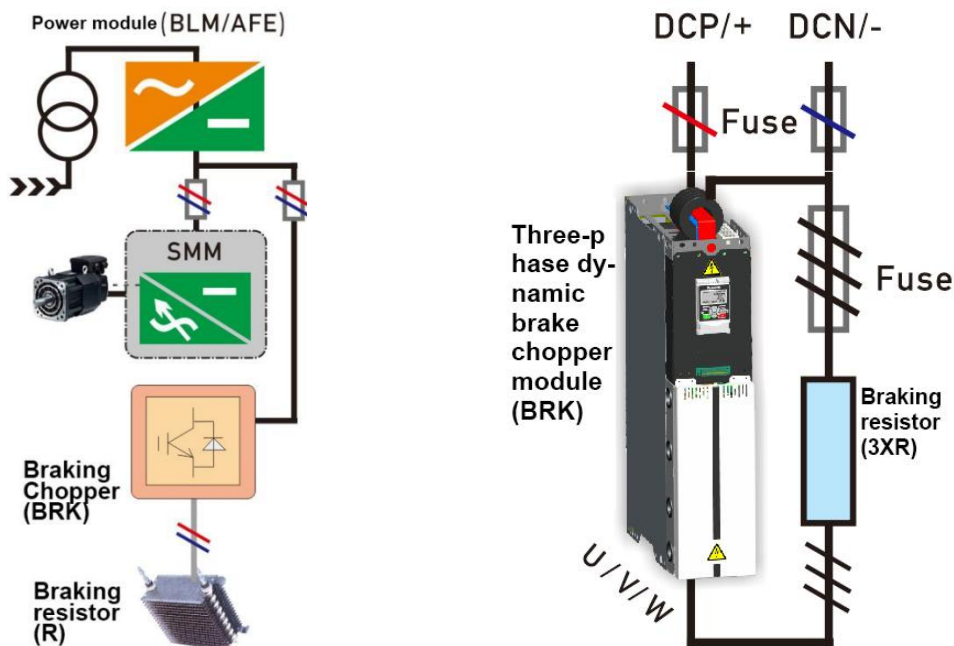 Power module (BLM/AFE)
SMM
Braking
Chopper
(BRK)
Braking
resistor
(R)
DCP/+
DCN/-
Fuse
Three-p
hase dy-
namic
brake
chopper
module
(BRK)
Fuse
Braking
resistor
(3XR)
U/V/W